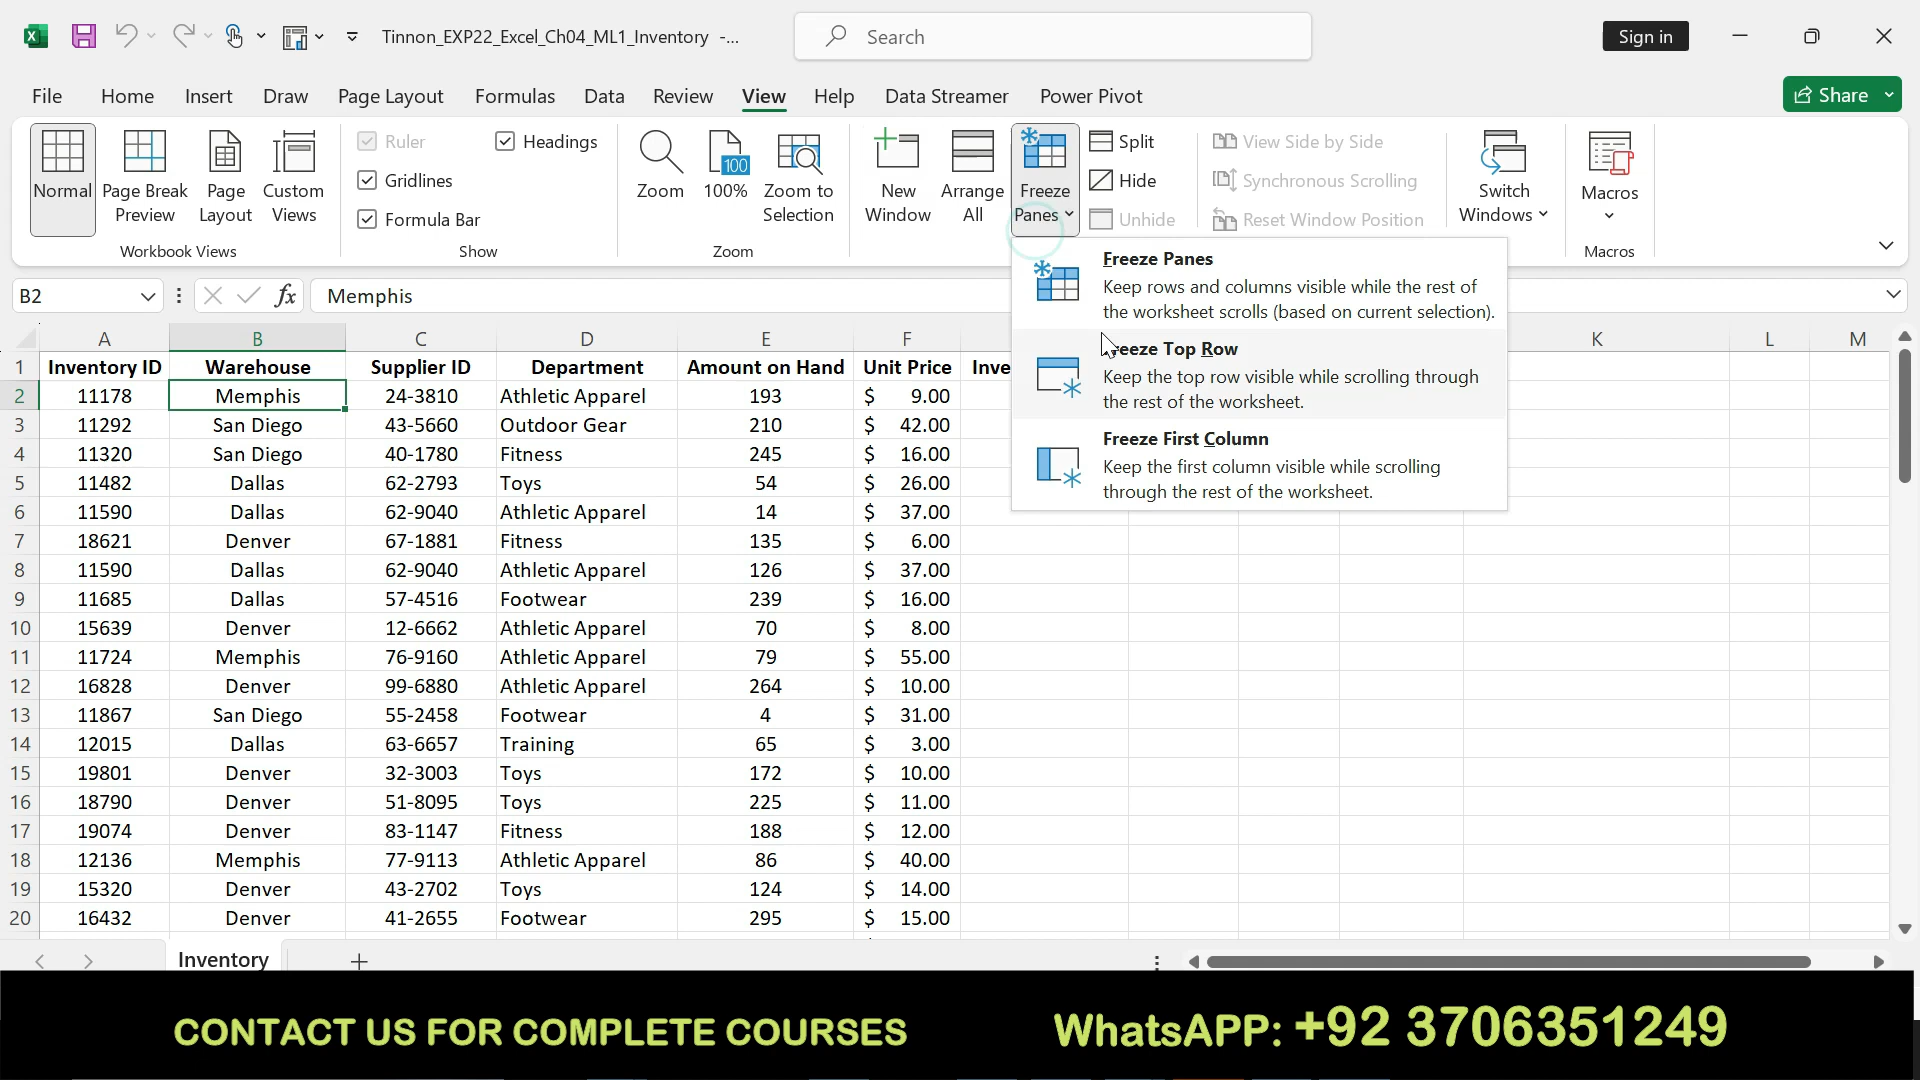 Tinnon_EXP22_Excel_Ch04_ML1_Inventory -...
Search
Sign in
File Home Insert Draw Page Layout Formulas Data Review View Help Data Streamer Power Pivot
Share
Normal
Page Break Preview
Page Layout
Custom Views
Workbook Views
Ruler
Gridlines
Formula Bar
Headings
Show
Zoom
100
100%
Zoom to Selection
Zoom
New Window
Arrange All
Freeze Panes
Split
Hide
Unhide
View Side by Side
Synchronous Scrolling
Reset Window Position
Switch Windows
Macros
Macros
Freeze Panes
Keep rows and columns visible while the rest of
the worksheet scrolls (based on current selection).
Freeze Top Row
Keep the top row visible while scrolling through
the rest of the worksheet.
Freeze First Column
Keep the first column visible while scrolling
through the rest of the worksheet.
B2 fx Memphis
A B C D E F K L M
1 Inventory ID Warehouse Supplier ID Department Amount on Hand Unit Price Inve
2 11178 Memphis 24-3810 Athletic Apparel 193 $ 9.00
3 11292 San Diego 43-5660 Outdoor Gear 210 $ 42.00
4 11320 San Diego 40-1780 Fitness 245 $ 16.00
5 11482 Dallas 62-2793 Toys 54 $ 26.00
6 11590 Dallas 62-9040 Athletic Apparel 14 $ 37.00
7 18621 Denver 67-1881 Fitness 135 $ 6.00
8 11590 Dallas 62-9040 Athletic Apparel 126 $ 37.00
9 11685 Dallas 57-4516 Footwear 239 $ 16.00
10 15639 Denver 12-6662 Athletic Apparel 70 $ 8.00
11 11724 Memphis 76-9160 Athletic Apparel 79 $ 55.00
12 16828 Denver 99-6880 Athletic Apparel 264 $ 10.00
13 11867 San Diego 55-2458 Footwear 4 $ 31.00
14 12015 Dallas 63-6657 Training 65 $ 3.00
15 19801 Denver 32-3003 Toys 172 $ 10.00
16 18790 Denver 51-8095 Toys 225 $ 11.00
17 19074 Denver 83-1147 Fitness 188 $ 12.00
18 12136 Memphis 77-9113 Athletic Apparel 86 $ 40.00
19 15320 Denver 43-2702 Toys 124 $ 14.00
20 16432 Denver 41-2655 Footwear 295 $ 15.00
Inventory
CONTACT US FOR COMPLETE COURSES WhatsAPP: +92 3706351249